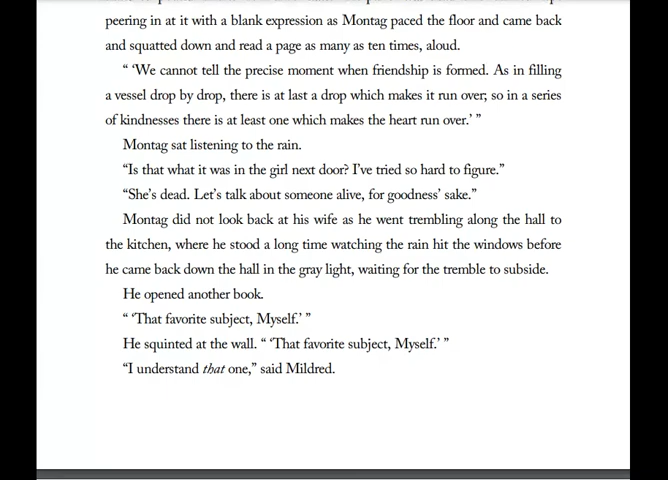 peering in at it with a blank expression as Montag paced the floor and came back
and squatted down and read a page as many as ten times, aloud.
“ ‘We cannot tell the precise moment when friendship is formed. As in filling
a vessel drop by drop, there is at last a drop which makes it run over; so in a series
of kindnesses there is at least one which makes the heart run over.’ ”
Montag sat listening to the rain.
“Is that what it was in the girl next door? I’ve tried so hard to figure.”
“She’s dead. Let’s talk about someone alive, for goodness’ sake.”
Montag did not look back at his wife as he went trembling along the hall to
the kitchen, where he stood a long time watching the rain hit the windows before
he came back down the hall in the gray light, waiting for the tremble to subside.
He opened another book.
“ ‘That favorite subject, Myself.’ ”
He squinted at the wall. “ ‘That favorite subject, Myself.’ ”
“I understand that one,” said Mildred.